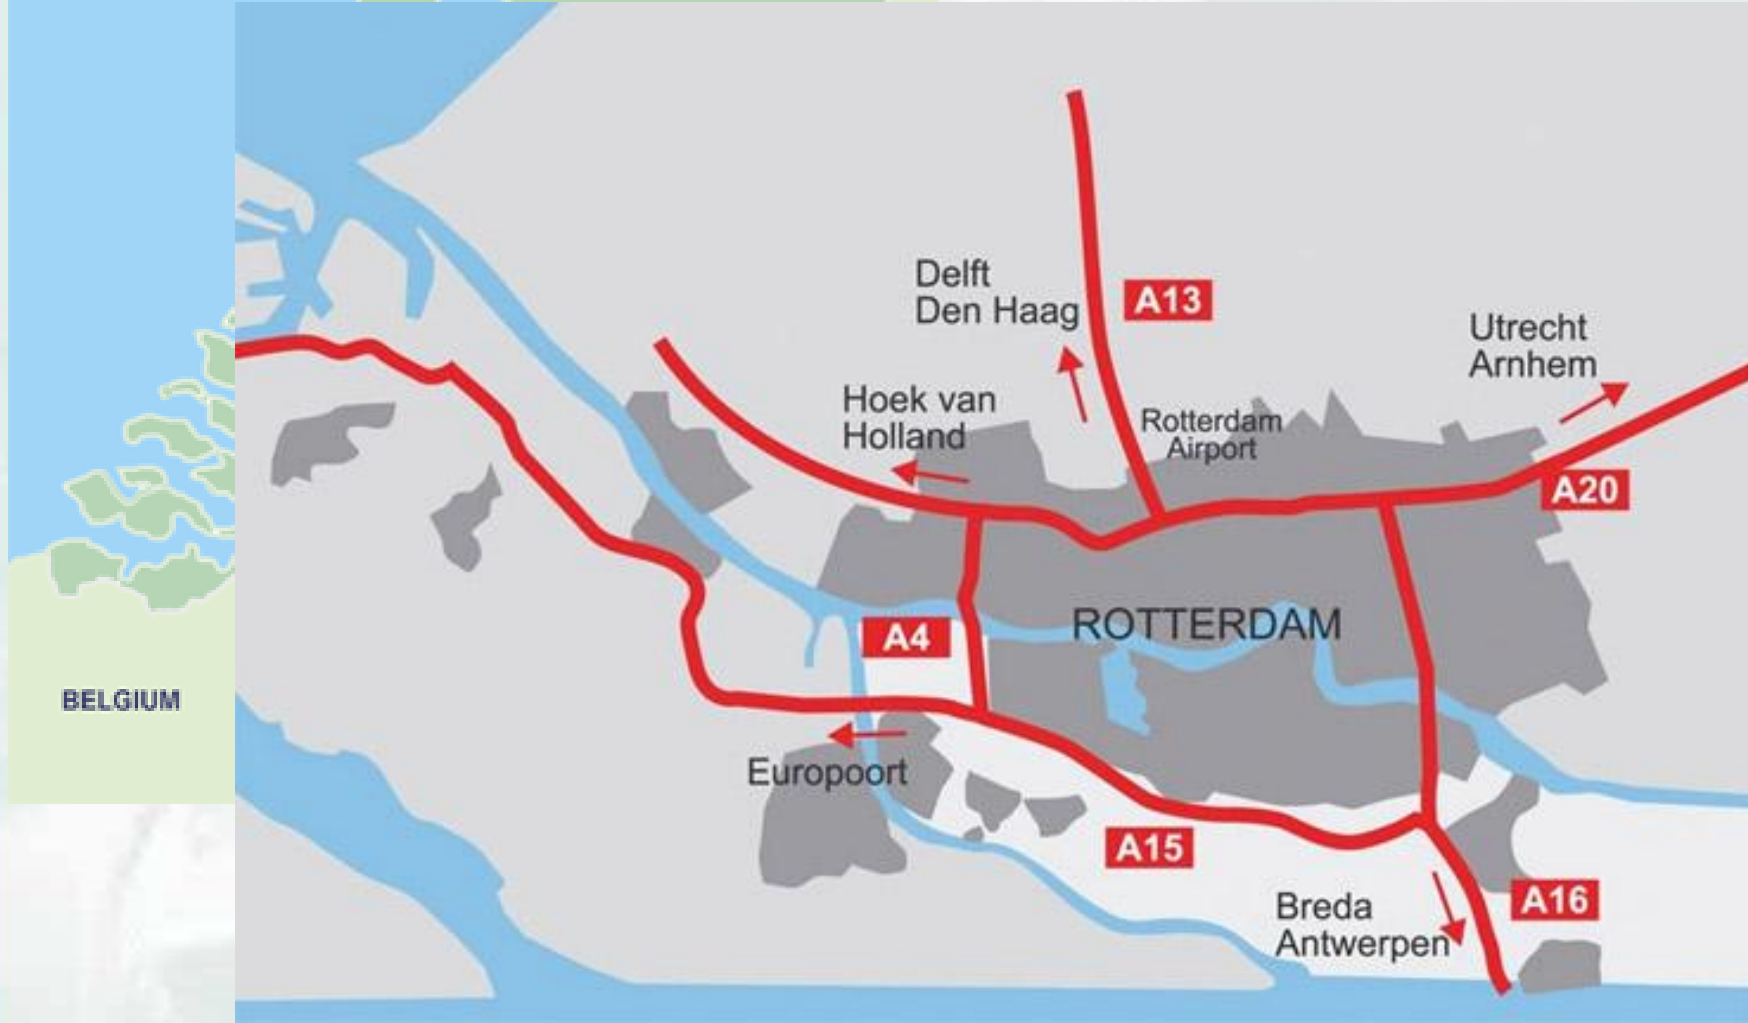 Delft
Den Haag
A13
Utrecht
Arnhem
Hoek van
Holland
Rotterdam
Airport
A20
ROTTERDAM
A4
BELGIUM
Europoort
A15
Breda
Antwerpen
A16